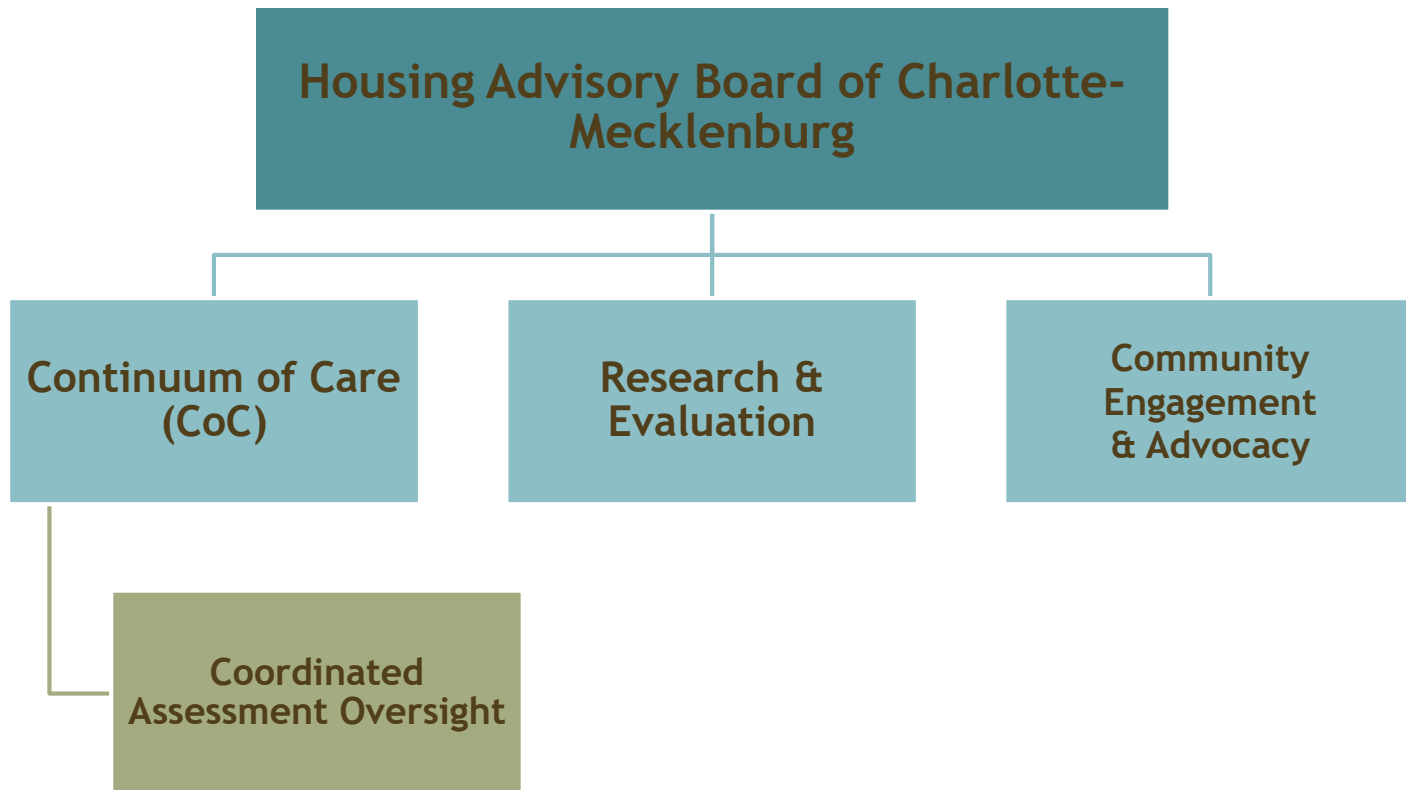 Housing Advisory Board of Charlotte-
Mecklenburg
Continuum of Care
(CoC)
Research &
Evaluation
Community
Engagement
& Advocacy
Coordinated
Assessment Oversight